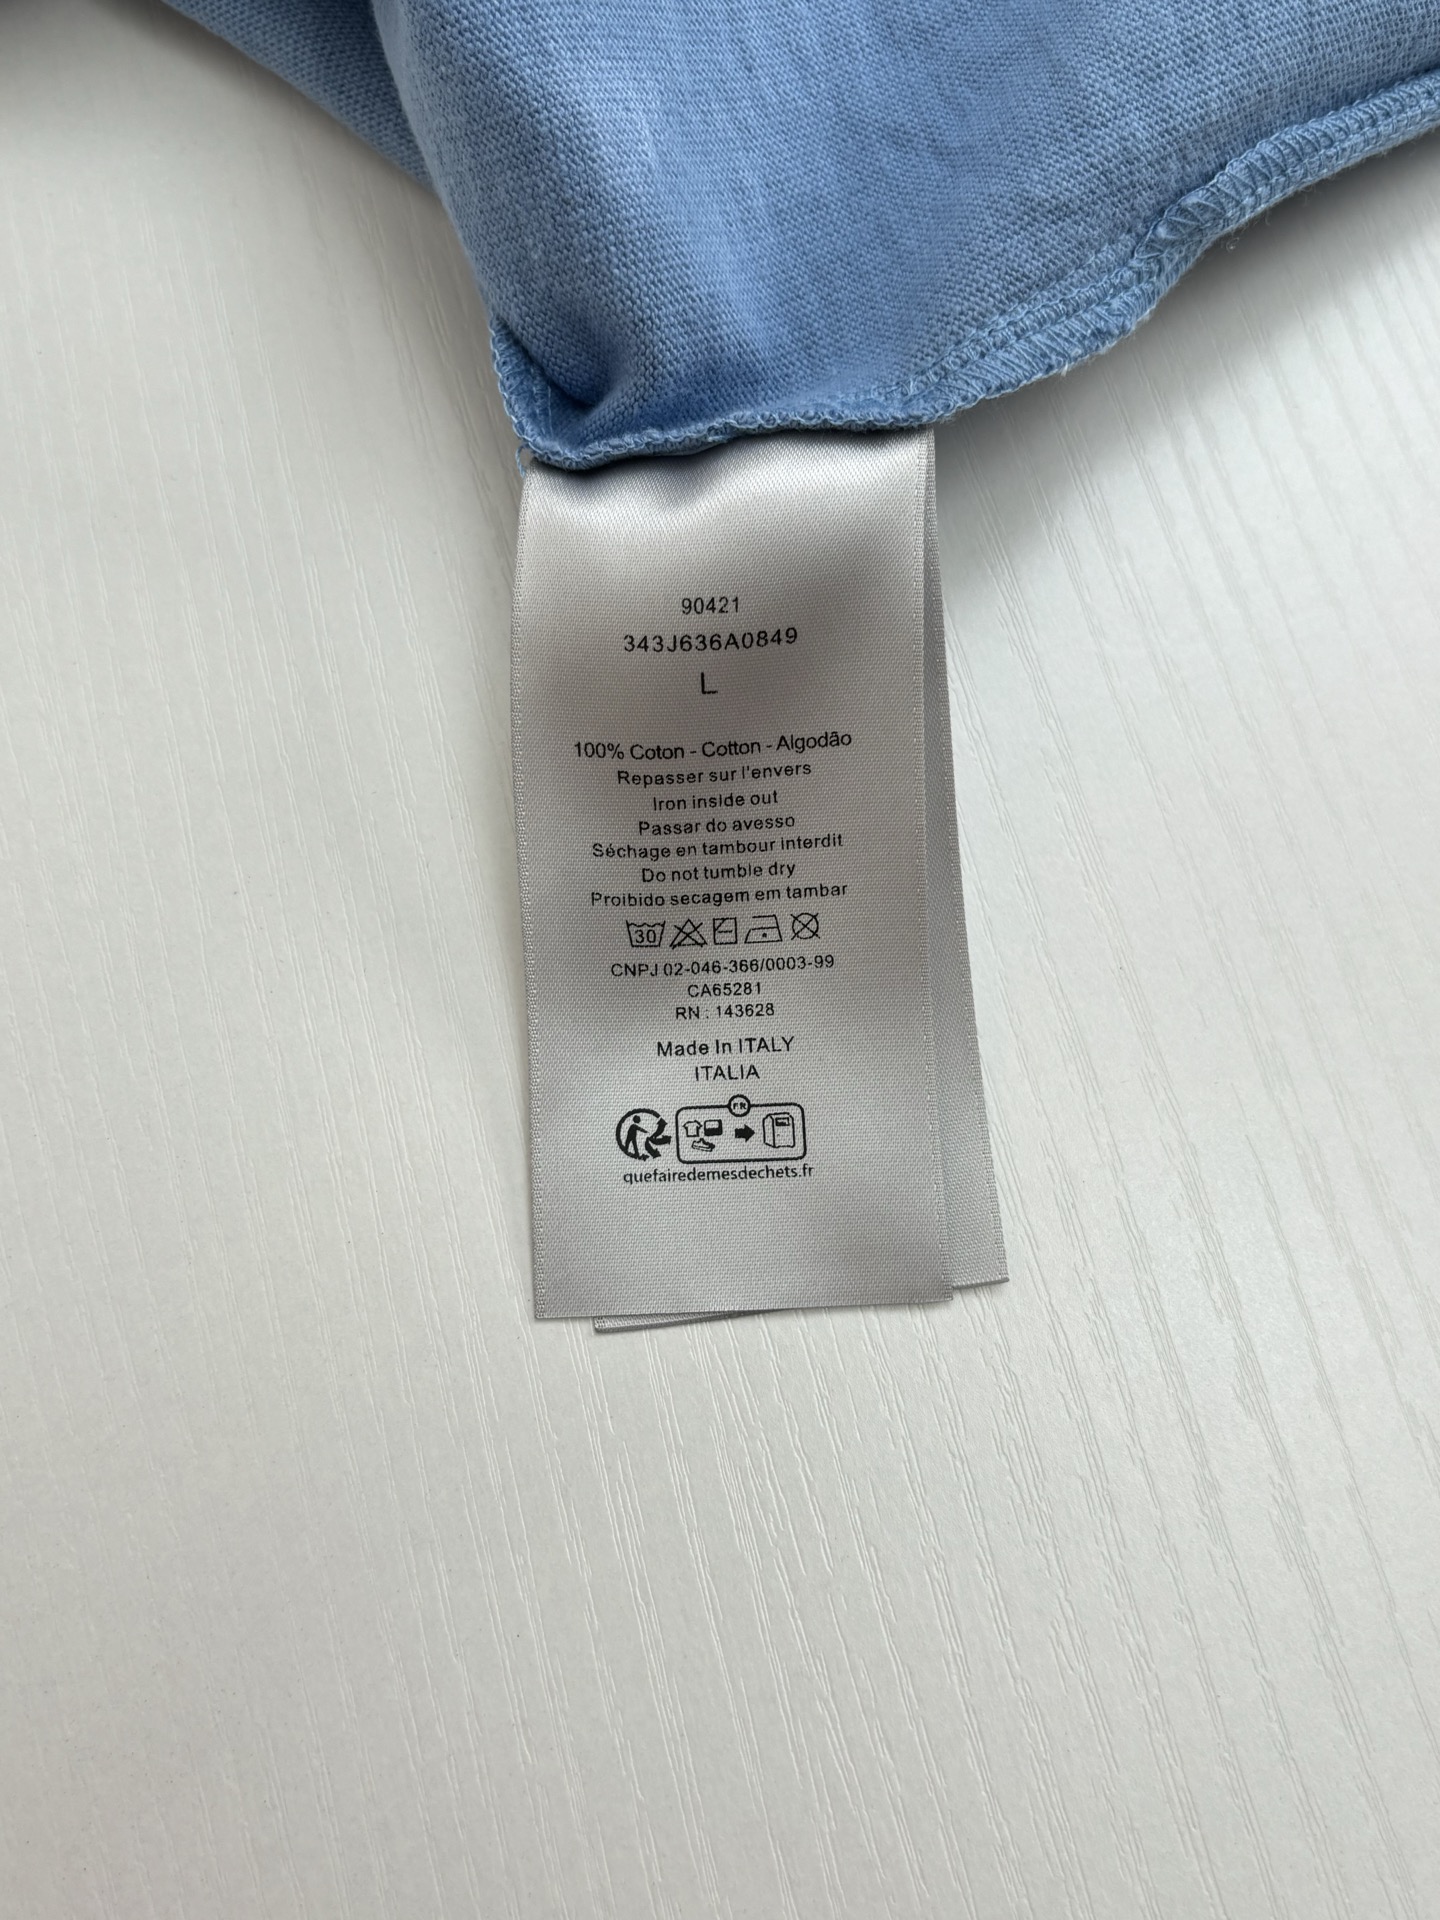 90421
343J636A0849
L
100% Coton - Cotton - Algodão
Repasser sur l'envers
Iron inside out
Passar do avesso
Séchage en tambour interdit
Do not tumble dry
Proibido secagem em tambar
30
CNPJ 02-046-366/0003-99
CA65281
RN : 143628
Made In ITALY
ITALIA
FR
quefairedemesdechets.fr